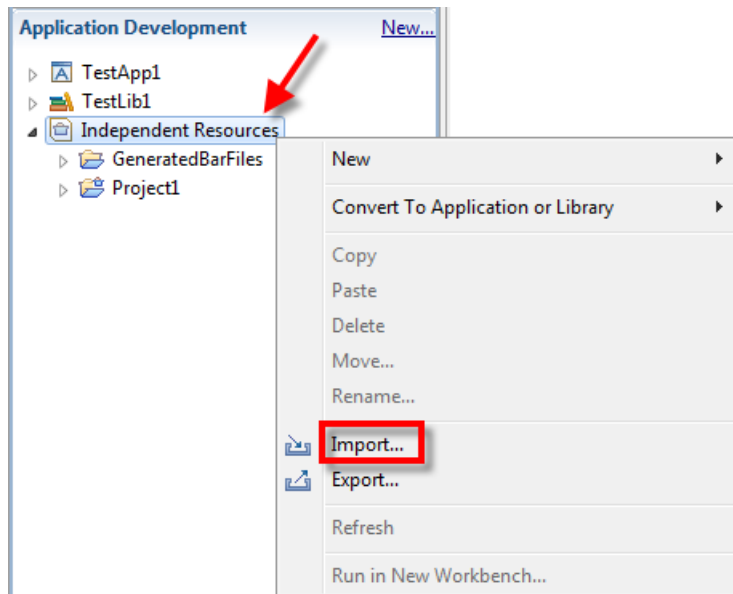 Application Development New...
TestApp1
TestLib1
Independent Resources
GeneratedBarFiles
Project1
New
Convert To Application or Library
Copy
Paste
Delete
Move...
Rename...
Import...
Export...
Refresh
Run in New Workbench...